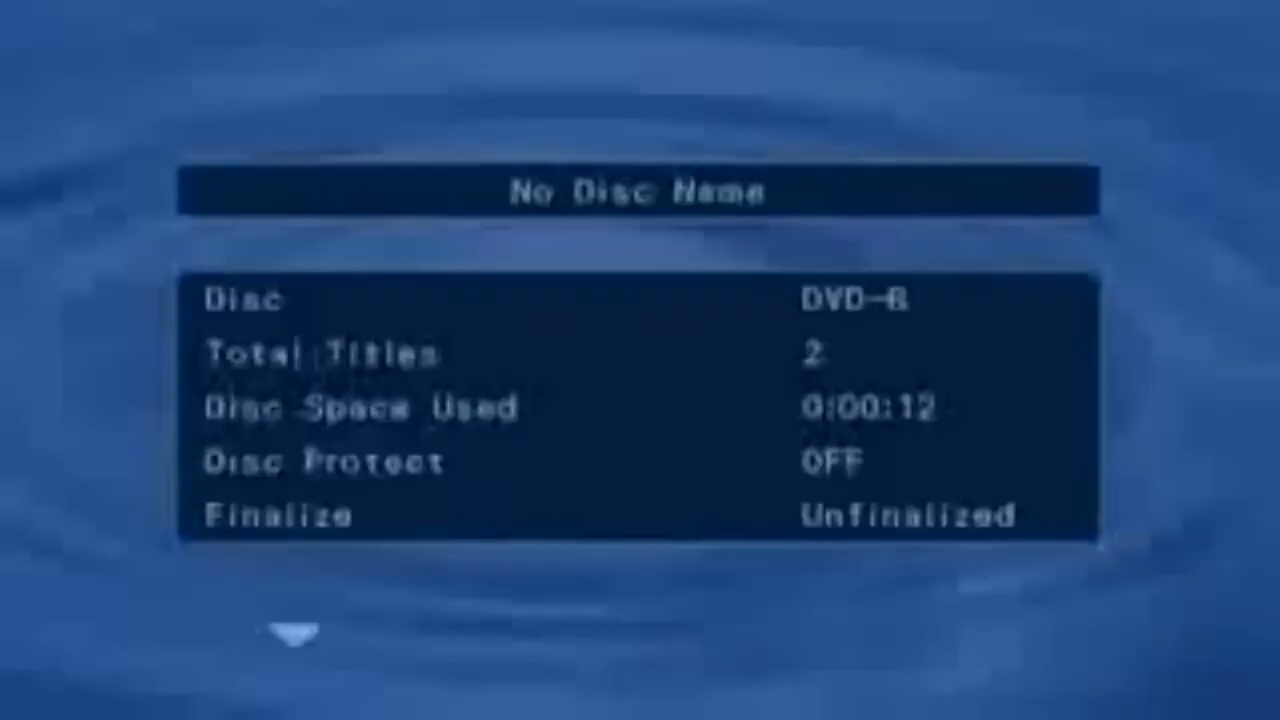 No Disc Name
Disc DVD-R
Total Titles 2
Disc Space Used 0:00:12
Disc Protect OFF
Finalize Unfinalized